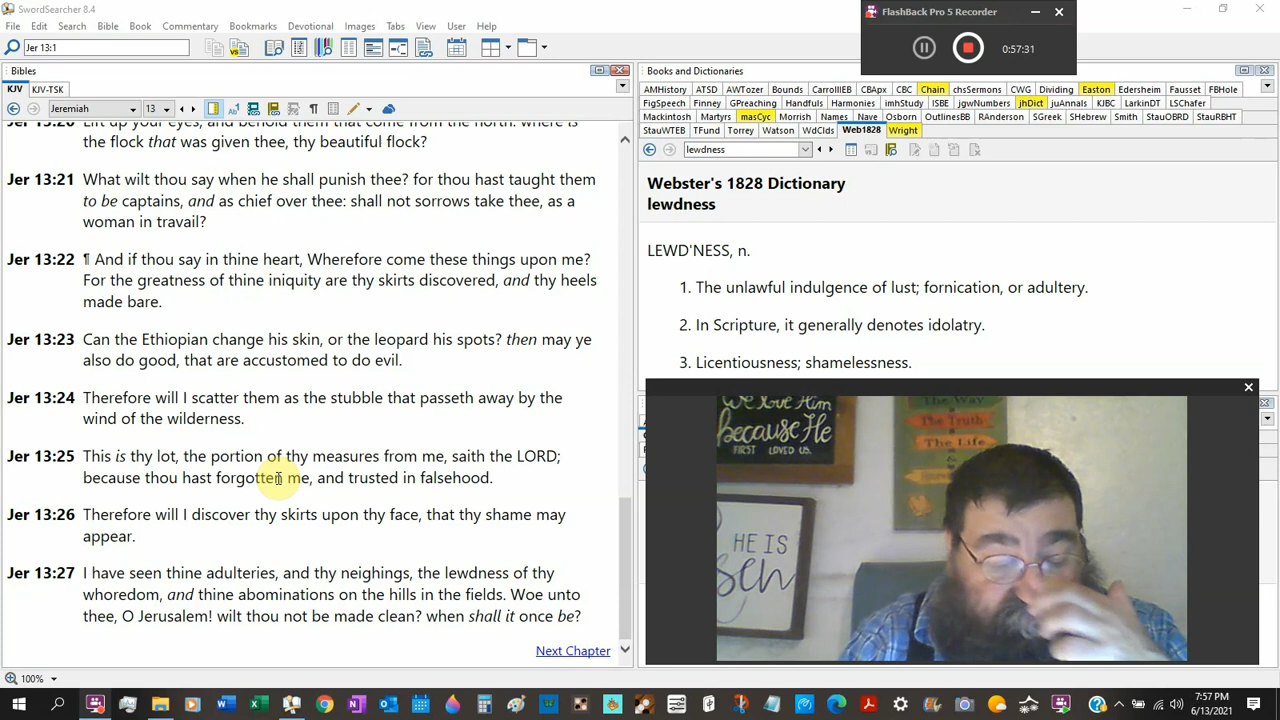 SwordSearcher 8.4
File Edit Search Bible Book Commentary Bookmarks Devotional Images Tabs View User Help
Jer 13:1
FlashBack Pro 5 Recorder
0:57:31
Bibles
KJV KJV-TSK
Jeremiah 13
the flock that was given thee, thy beautiful flock?
Jer 13:21 What wilt thou say when he shall punish thee? for thou hast taught them
to be captains, and as chief over thee: shall not sorrows take thee, as a
woman in travail?
Jer 13:22 ¶ And if thou say in thine heart, Wherefore come these things upon me?
For the greatness of thine iniquity are thy skirts discovered, and thy heels
made bare.
Jer 13:23 Can the Ethiopian change his skin, or the leopard his spots? then may ye
also do good, that are accustomed to do evil.
Jer 13:24 Therefore will I scatter them as the stubble that passeth away by the
wind of the wilderness.
Jer 13:25 This is thy lot, the portion of thy measures from me, saith the LORD;
because thou hast forgotten me, and trusted in falsehood.
Jer 13:26 Therefore will I discover thy skirts upon thy face, that thy shame may
appear.
Jer 13:27 I have seen thine adulteries, and thy neighings, the lewdness of thy
whoredom, and thine abominations on the hills in the fields. Woe unto
thee, O Jerusalem! wilt thou not be made clean? when shall it once be?
Next Chapter
100%
Books and Dictionaries
AMHistory ATSD AWTozer Bounds CarrollIEB CBApx CBC Chain chsSermons CWG Dividing Easton Edersheim Fausset FBHole
FigSpeech Finney GPreaching Handfuls Harmonies imhStudy ISBE jgwNumbers jhDict juAnnals KJBC LarkinDT LSChafer
Mackintosh Martyrs masCyc Morrish Names Nave Osborn OutlinesBB RAnderson SGreek SHebrew Smith StauOBRD StauRBHT
StauWTEB TFund Torrey Watson WdClds Web1828 Wright
lewdness
Webster's 1828 Dictionary
lewdness
LEWD'NESS, n.
1. The unlawful indulgence of lust; fornication, or adultery.
2. In Scripture, it generally denotes idolatry.
3. Licentiousness; shamelessness.
We love Him
because He
FIRST LOVED US.
The Way
The Truth
&
The Life
HE IS
7:57 PM
6/13/2021